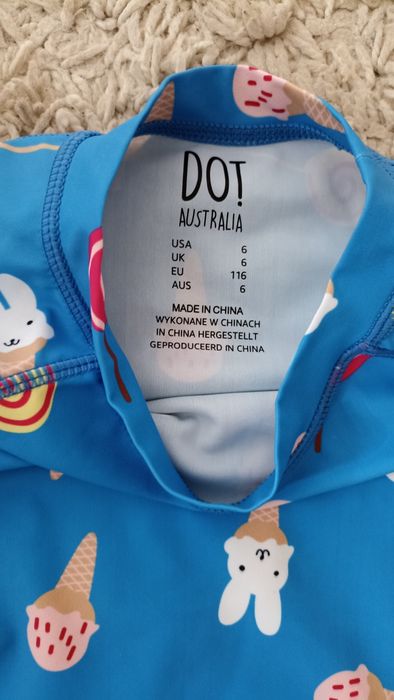 DOT
AUSTRALIA
USA 6
UK 6
EU 116
AUS 6
MADE IN CHINA
WYKONANE W CHINACH
IN CHINA HERGESTELLT
GEPRODUCEERD IN CHINA